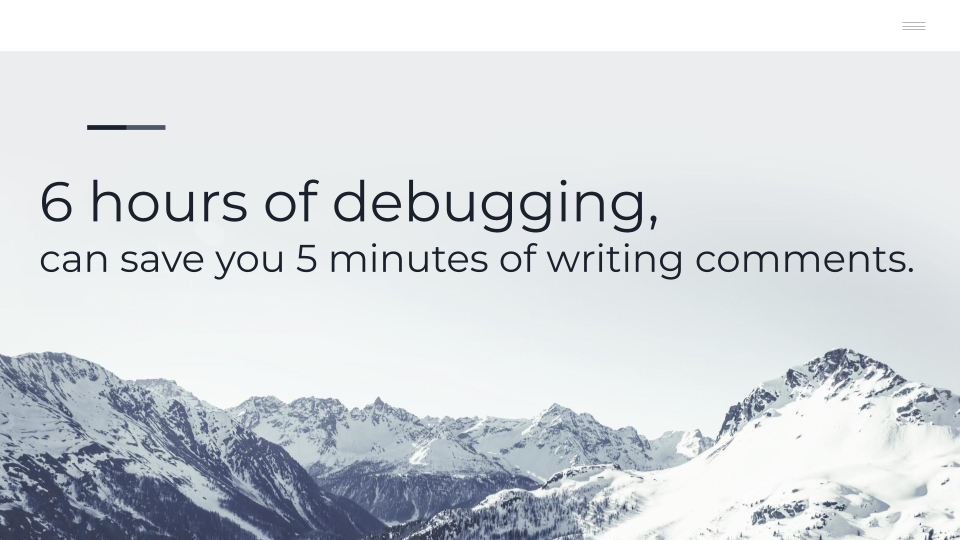 6 hours of debugging,
can save you 5 minutes of writing comments.